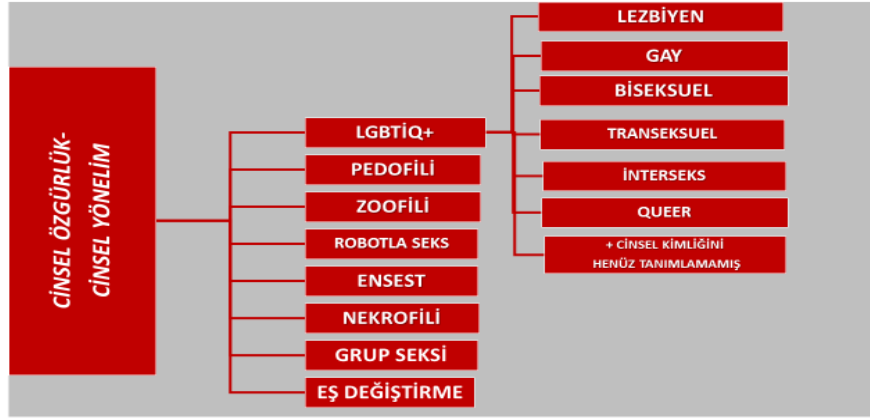 CİNSEL ÖZGÜRLÜK-
CİNSEL YÖNELİM
LGBTİQ+
PEDOFİLİ
ZOOFİLİ
ROBOTLA SEKS
ENSEST
NEKROFİLİ
GRUP SEKSİ
EŞ DEĞİŞTİRME
LEZBİYEN
GAY
BİSEKSUEL
TRANSEKSUEL
İNTERSEKS
QUEER
+ CİNSEL KİMLİĞİNİ
HENÜZ TANIMLAMAMIŞ